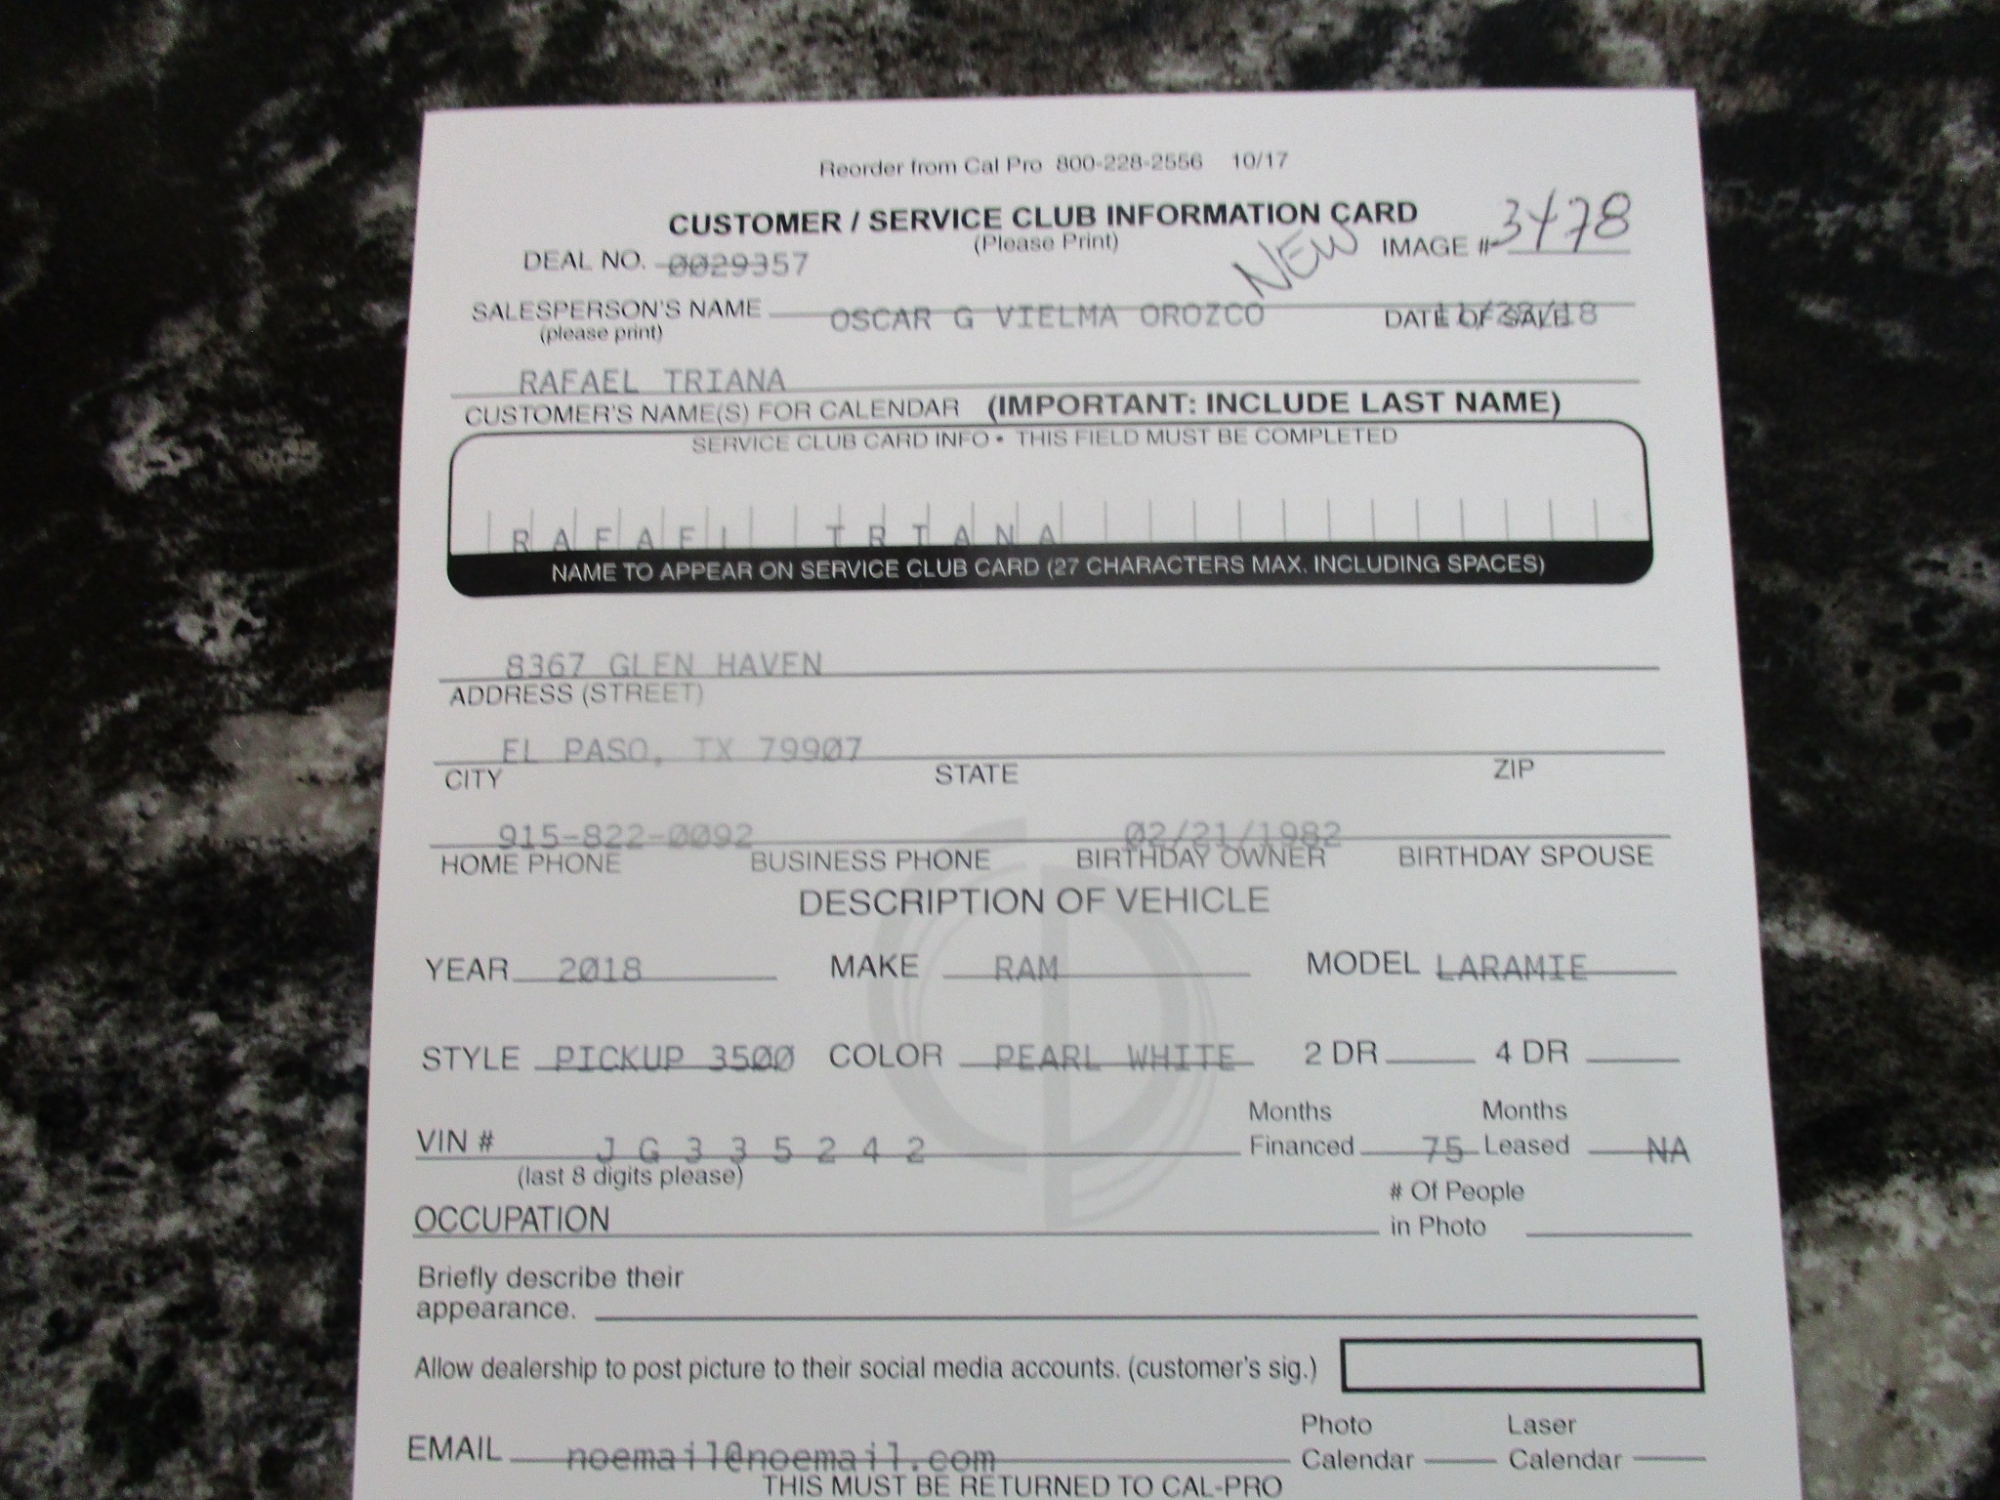 Reorder from Cal Pro 800-228-2556 10/17
CUSTOMER / SERVICE CLUB INFORMATION CARD
(Please Print)
NEW
IMAGE # 3478
DEAL NO. 0029357
SALESPERSON'S NAME OSCAR G VIELMA OROZCO DATE OF SALE
(please print)
RAFAEL TRIANA
CUSTOMER'S NAME(S) FOR CALENDAR (IMPORTANT: INCLUDE LAST NAME)
SERVICE CLUB CARD INFO • THIS FIELD MUST BE COMPLETED
R A F A E L T R I A N A
NAME TO APPEAR ON SERVICE CLUB CARD (27 CHARACTERS MAX. INCLUDING SPACES)
8367 GLEN HAVEN
ADDRESS (STREET)
EL PASO, TX 79907
CITY STATE ZIP
915-822-0092 02/21/1982
HOME PHONE BUSINESS PHONE BIRTHDAY OWNER BIRTHDAY SPOUSE
DESCRIPTION OF VEHICLE
YEAR 2018 MAKE RAM MODEL LARAMIE
STYLE PICKUP 3500 COLOR PEARL WHITE 2 DR 4 DR
VIN # J G 3 3 5 2 4 2 Months Financed 75 Months Leased NA
(last 8 digits please)
OCCUPATION # Of People in Photo
Briefly describe their
appearance.
Allow dealership to post picture to their social media accounts. (customer's sig.)
EMAIL noemail@noemail.com Photo Calendar Laser Calendar
THIS MUST BE RETURNED TO CAL-PRO